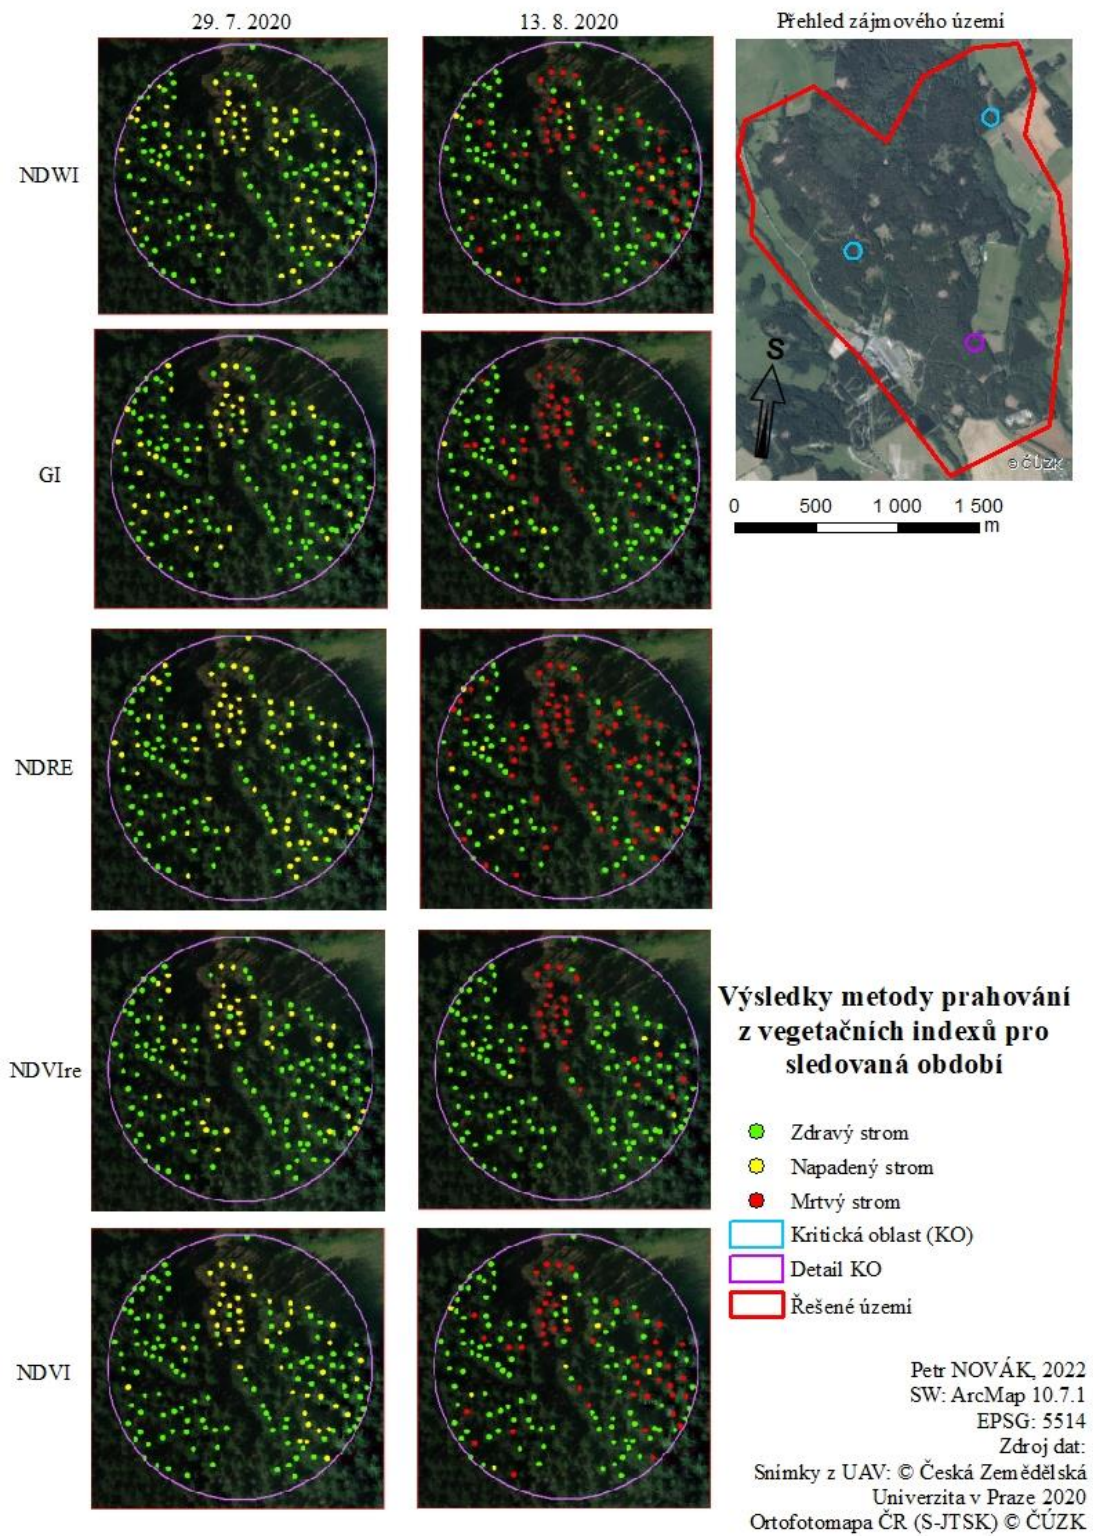 29. 7. 2020
13. 8. 2020
Přehled zájmového území
NDWI
S
© ČÚZK
GI
0 500 1 000 1 500
m
NDRE
Výsledky metody prahování
z vegetačních indexů pro
sledovaná období
NDVIre
Zdravý strom
Napadený strom
Mrtvý strom
Kritická oblast (KO)
Detail KO
Řešené území
NDVI
Petr NOVÁK, 2022
SW: ArcMap 10.7.1
EPSG: 5514
Zdroj dat:
Snímky z UAV: © Česká Zemědělská
Univerzita v Praze 2020
Ortofotomapa ČR (S-JTSK) © ČÚZK